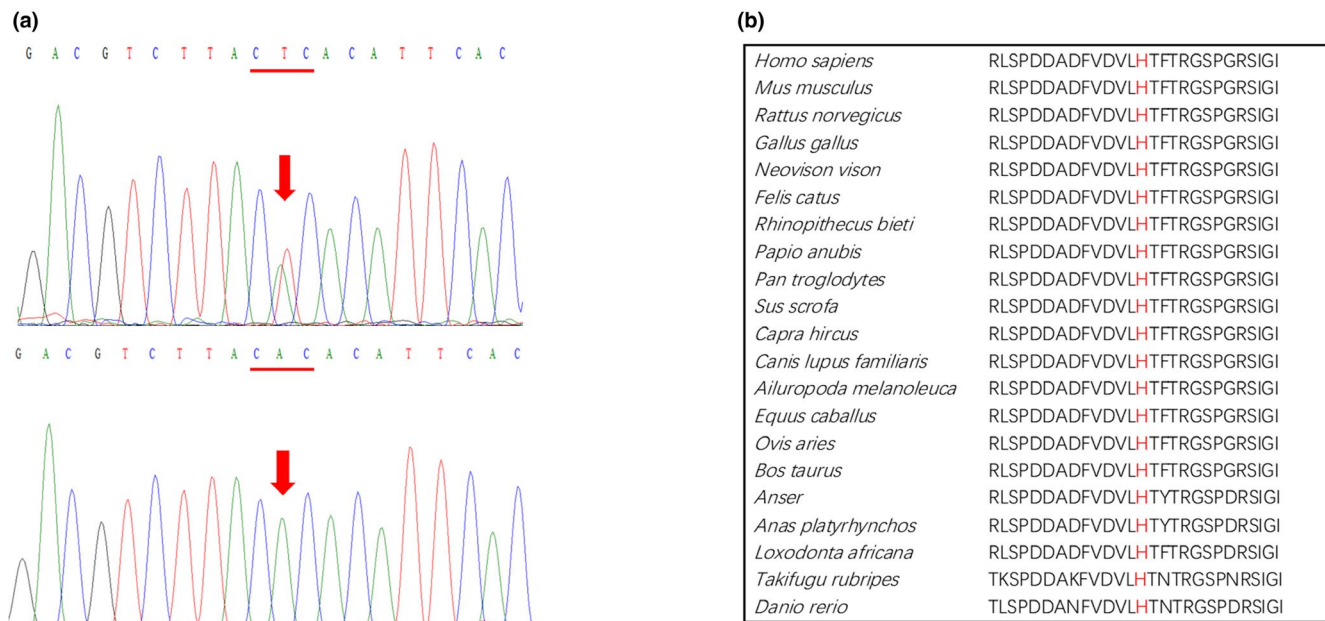 (a)
G A C G T C T T A C T C A C A T T C A C
G A C G T C T T A C A C A C A T T C A C
(b)
Homo sapiens RLSPDDADFVDVLHTFTRGSPGRSIGI
Mus musculus RLSPDDADFVDVLHTFTRGSPGRSIGI
Rattus norvegicus RLSPDDADFVDVLHTFTRGSPGRSIGI
Gallus gallus RLSPDDADFVDVLHTFTRGSPGRSIGI
Neovison vison RLSPDDADFVDVLHTFTRGSPGRSIGI
Felis catus RLSPDDADFVDVLHTFTRGSPGRSIGI
Rhinopithecus bieti RLSPDDADFVDVLHTFTRGSPGRSIGI
Papio anubis RLSPDDADFVDVLHTFTRGSPGRSIGI
Pan troglodytes RLSPDDADFVDVLHTFTRGSPGRSIGI
Sus scrofa RLSPDDADFVDVLHTFTRGSPGRSIGI
Capra hircus RLSPDDADFVDVLHTFTRGSPGRSIGI
Canis lupus familiaris RLSPDDADFVDVLHTFTRGSPGRSIGI
Ailuropoda melanoleuca RLSPDDADFVDVLHTFTRGSPGRSIGI
Equus caballus RLSPDDADFVDVLHTFTRGSPGRSIGI
Ovis aries RLSPDDADFVDVLHTFTRGSPGRSIGI
Bos taurus RLSPDDADFVDVLHTFTRGSPGRSIGI
Anser RLSPDDADFVDVLHTYTRGSPDRSIGI
Anas platyrhynchos RLSPDDADFVDVLHTYTRGSPDRSIGI
Loxodonta africana RLSPDDADFVDVLHTFTRGSPDRSIGI
Takifugu rubripes TKSPDDAKFVDVLHTNTRGSPNRSIGI
Danio rerio TLSPDDANFVDVLHTNTRGSPDRSIGI